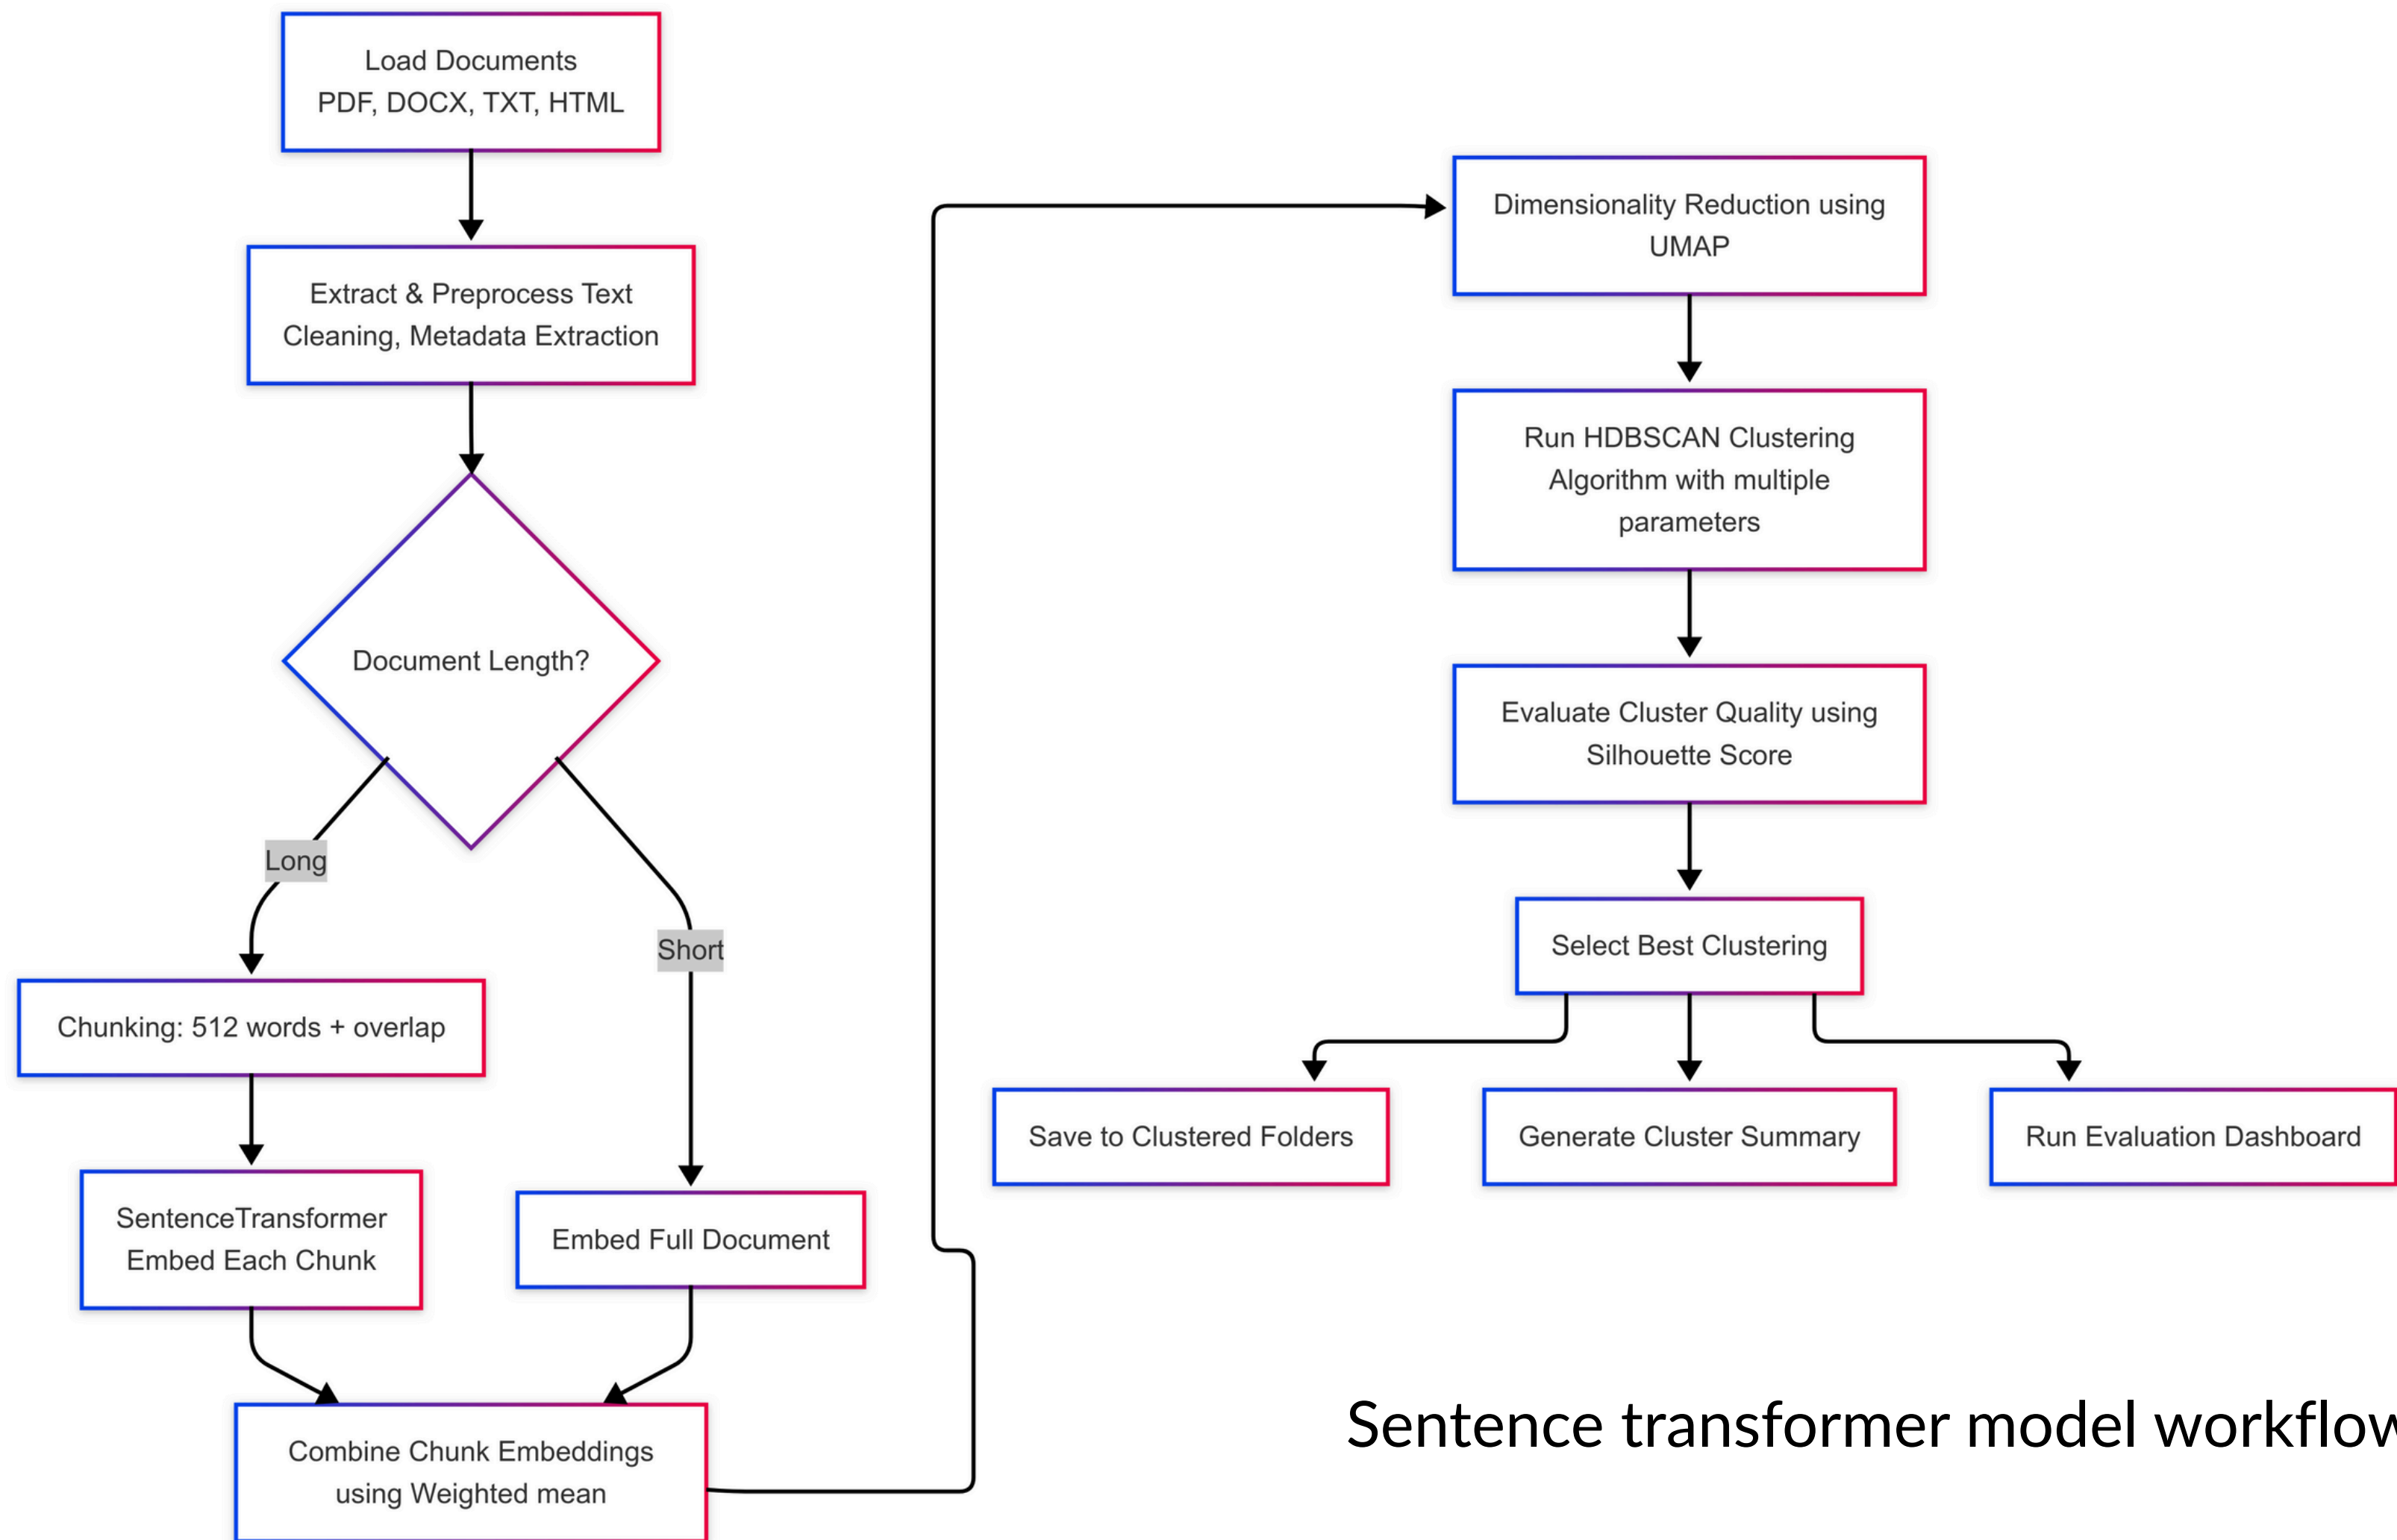 Load Documents
PDF, DOCX, TXT, HTML
Extract & Preprocess Text
Cleaning, Metadata Extraction
Document Length?
Long
Short
Chunking: 512 words + overlap
SentenceTransformer
Embed Each Chunk
Embed Full Document
Combine Chunk Embeddings
using Weighted mean
Dimensionality Reduction using
UMAP
Run HDBSCAN Clustering
Algorithm with multiple
parameters
Evaluate Cluster Quality using
Silhouette Score
Select Best Clustering
Save to Clustered Folders
Generate Cluster Summary
Run Evaluation Dashboard
Sentence transformer model workflow